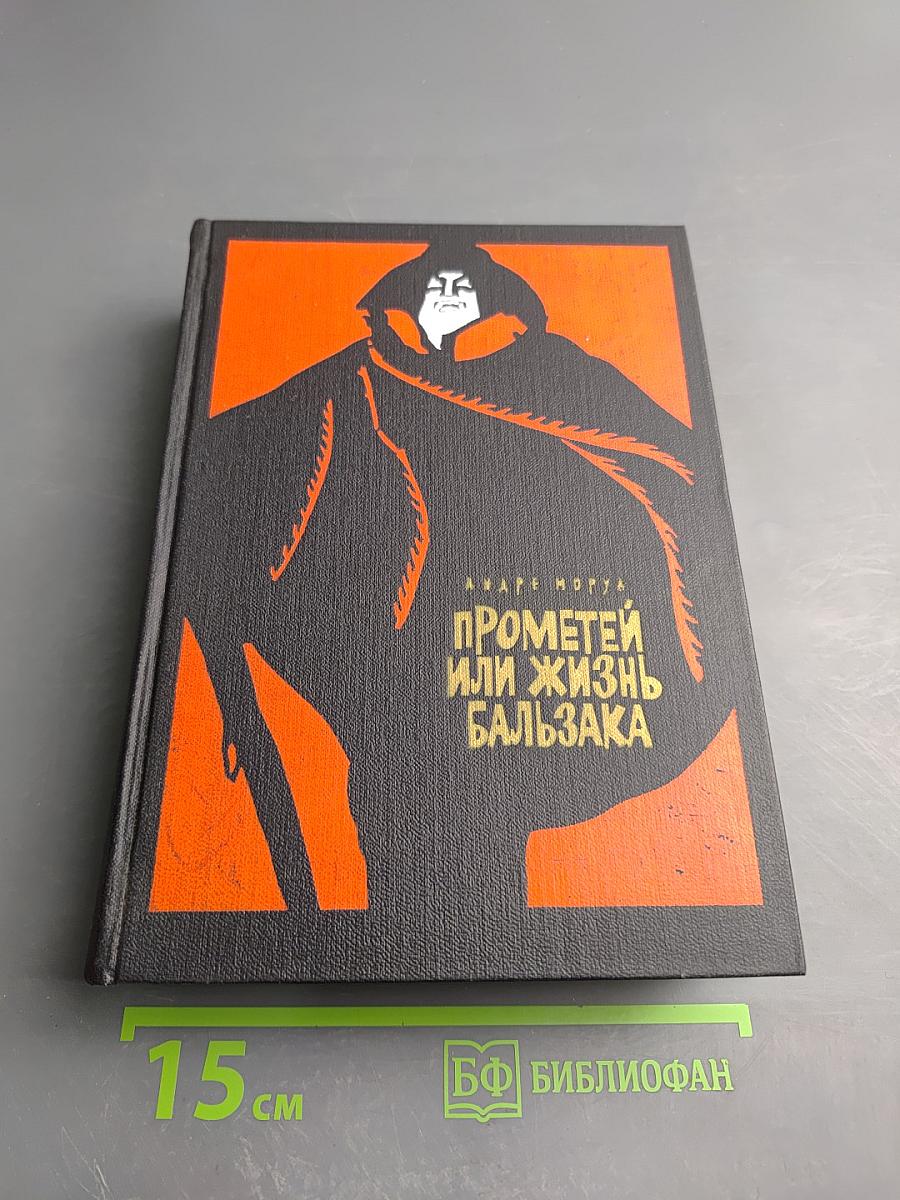 АНДРЕ МОРУА
ПРОМЕТЕЙ
ИЛИ ЖИЗНЬ
БАЛЬЗАКА
15 см
БФ БИБЛИОФАН